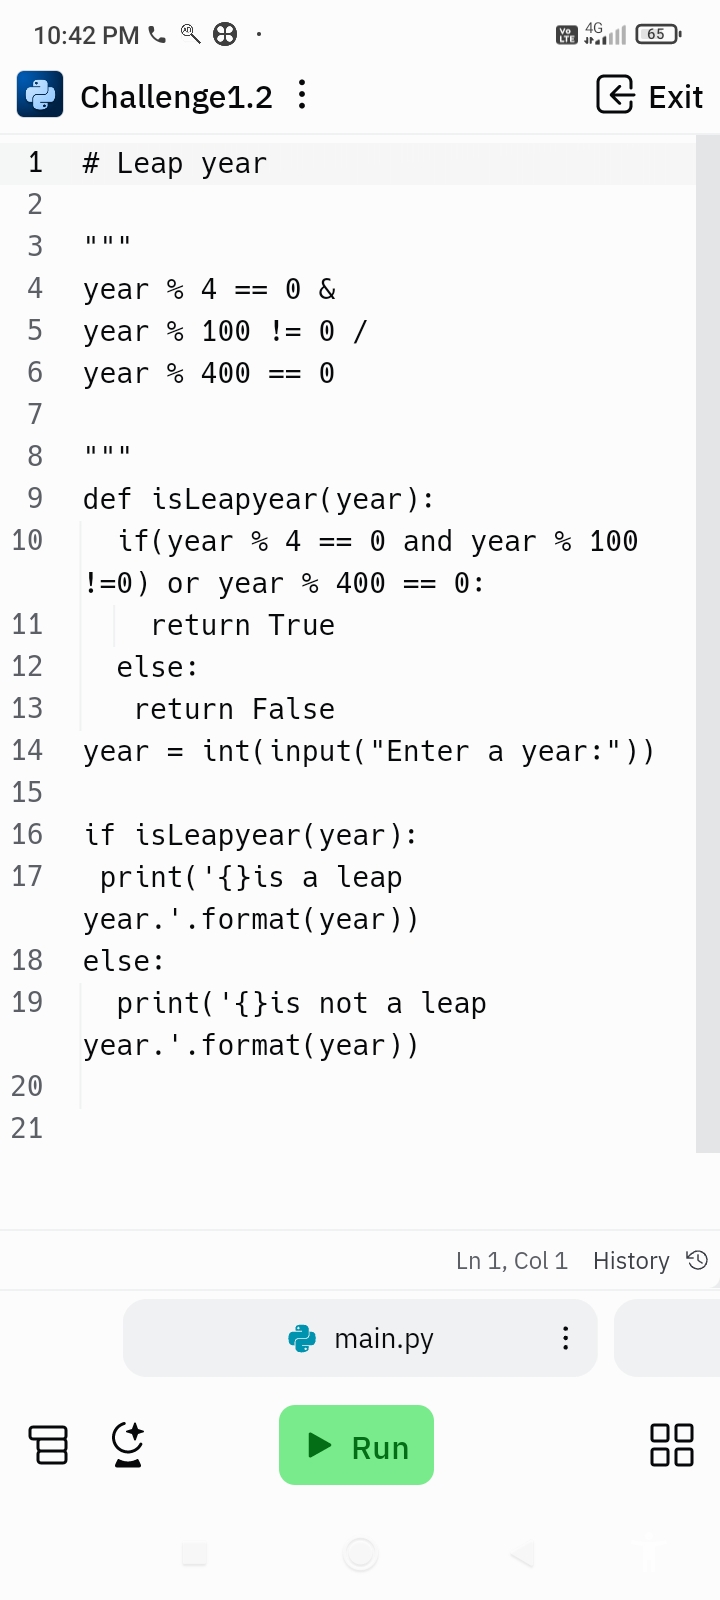 10:42 PM
Vo LTE 4G 65
Challenge1.2
Exit
1 # Leap year
2
3 """
4 year % 4 == 0 &
5 year % 100 != 0 /
6 year % 400 == 0
7
8 """
9 def isLeapyear(year):
10 if(year % 4 == 0 and year % 100
!=0) or year % 400 == 0:
11 return True
12 else:
13 return False
14 year = int(input("Enter a year:"))
15
16 if isLeapyear(year):
17 print('{}is a leap
year.'.format(year))
18 else:
19 print('{}is not a leap
year.'.format(year))
20
21
Ln 1, Col 1 History
main.py
Run